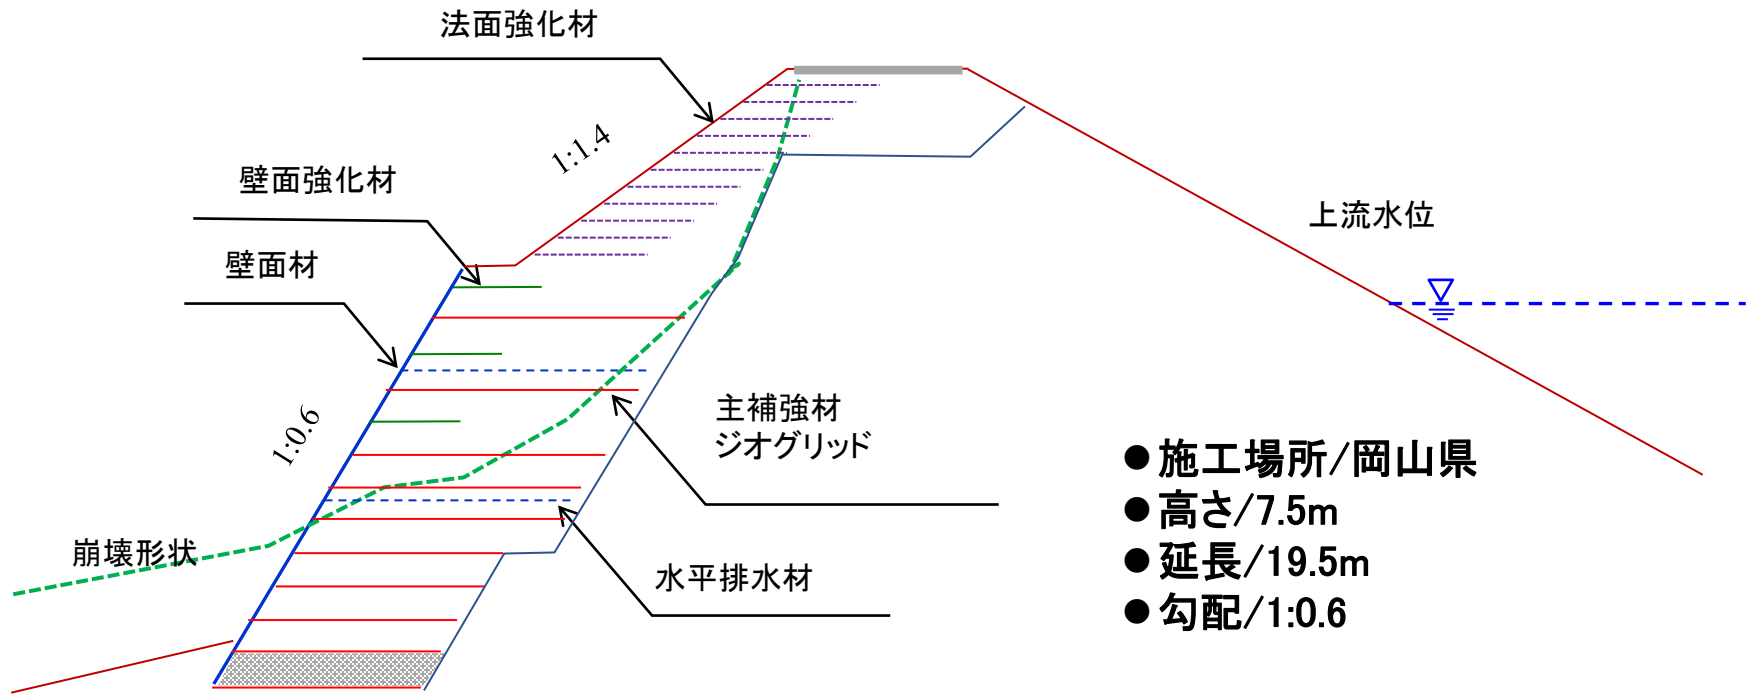 法面強化材
1:1.4
壁面強化材
壁面材
上流水位
1:0.6
主補強材
ジオグリッド
崩壊形状
水平排水材
●施工場所/岡山県
●高さ/7.5m
●延長/19.5m
●勾配/1:0.6